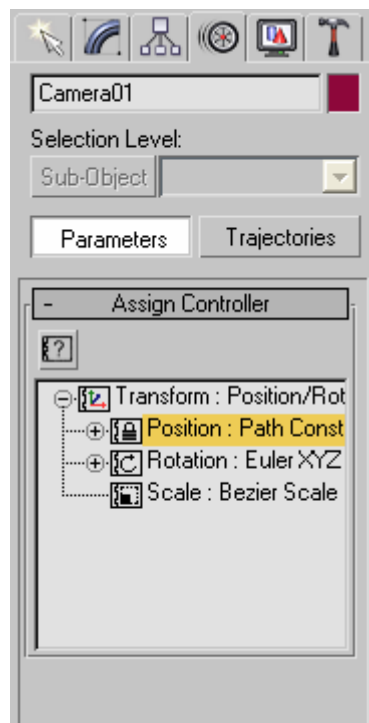 Camera01
Selection Level:
Sub-Object
Parameters Trajectories
- Assign Controller
?
Transform : Position/Rot
Position : Path Const
Rotation : Euler XYZ
Scale : Bezier Scale